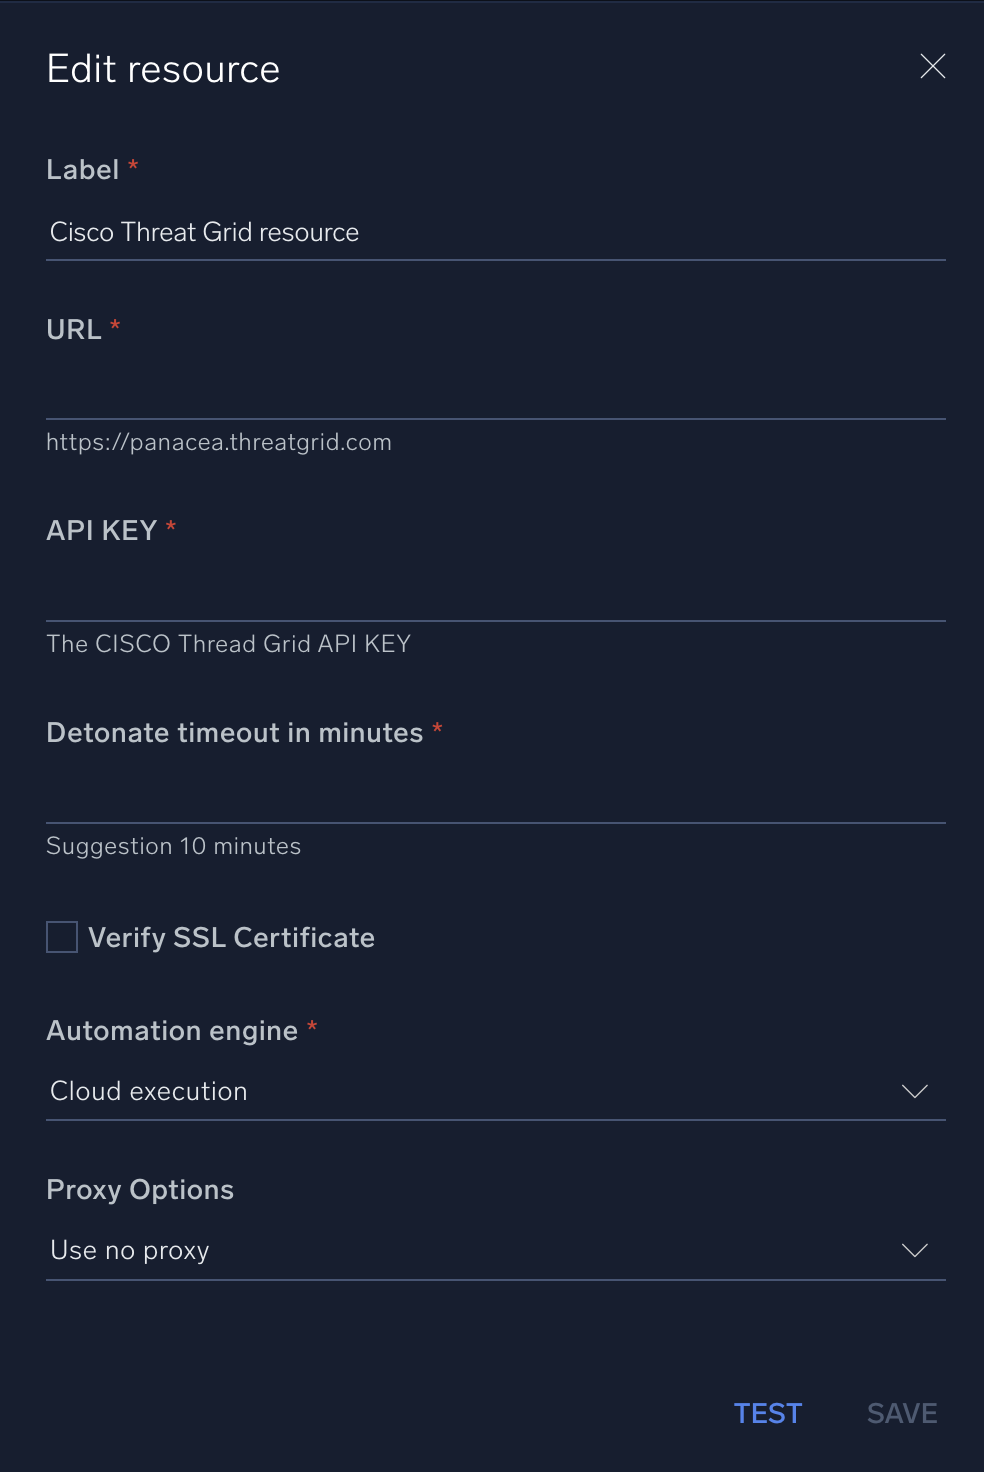 Edit resource
Label *
Cisco Threat Grid resource
URL *
https://panacea.threatgrid.com
API KEY *
The CISCO Thread Grid API KEY
Detonate timeout in minutes *
Suggestion 10 minutes
Verify SSL Certificate
Automation engine *
Cloud execution
Proxy Options
Use no proxy
TEST SAVE